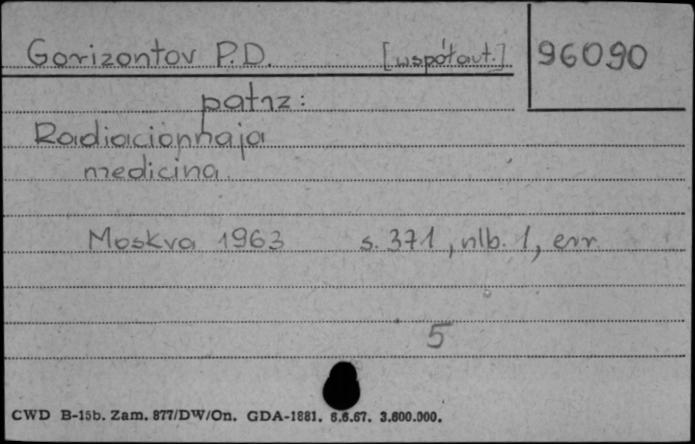 Gorizontov P.D. [współaut.] 96090
patrz:
Radiacionnaja
medicina
Moskva 1963 s. 371, nlb. 1, err
5
CWD B-15b. Zam. 877/DW/On. GDA-1881. 6.6.67. 3.600.000.